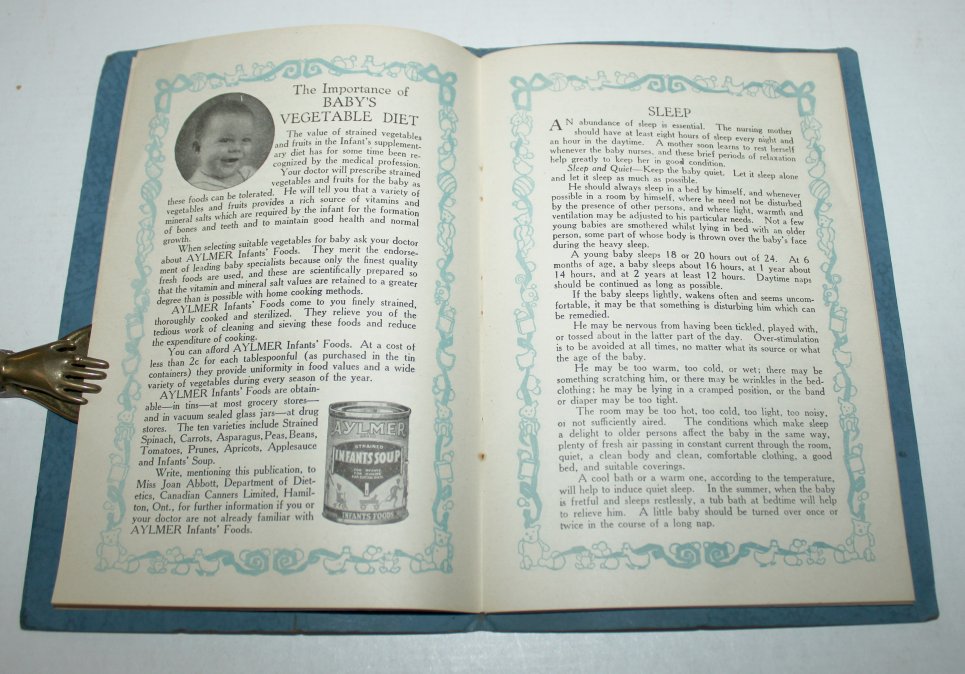 The Importance of
BABY'S
VEGETABLE DIET
The value of strained vegetables
and fruits in the Infant's supplement-
ary diet has for some time been re-
cognized by the medical profession.
Your doctor will prescribe strained
vegetables and fruits for the baby as
these foods can be tolerated. He will tell you that a variety of
vegetables and fruits provides a rich source of vitamins and
mineral salts which are required by the infant for the formation
of bones and teeth and to maintain good health and normal
growth.
When selecting suitable vegetables for baby ask your doctor
about AYLMER Infants' Foods. They merit the endorse-
ment of leading baby specialists because only the finest quality
fresh foods are used, and these are scientifically prepared so
that the vitamin and mineral salt values are retained to a greater
degree than is possible with home cooking methods.
AYLMER Infants' Foods come to you finely strained,
thoroughly cooked and sterilized. They relieve you of the
tedious work of cleaning and sieving these foods and reduce
the expenditure of cooking.
You can afford AYLMER Infants' Foods. At a cost of
less than 2c for each tablespoonful (as purchased in the tin
containers) they provide uniformity in food values and a wide
variety of vegetables during every season of the year.
AYLMER Infants' Foods are obtain-
able—in tins—at most grocery stores—
and in vacuum sealed glass jars—at drug
stores. The ten varieties include Strained
Spinach, Carrots, Asparagus, Peas, Beans,
Tomatoes, Prunes, Apricots, Applesauce
and Infants' Soup.
Write, mentioning this publication, to
Miss Joan Abbott, Department of Diet-
etics, Canadian Canners Limited, Hamil-
ton, Ont., for further information if you or
your doctor are not already familiar with
AYLMER Infants' Foods.
AYLMER
STRAINED
INFANTS SOUP
INFANTS FOODS
SLEEP
AN abundance of sleep is essential. The nursing mother
should have at least eight hours of sleep every night and
an hour in the daytime. A mother soon learns to rest herself
whenever the baby nurses, and these brief periods of relaxation
help greatly to keep her in good condition.
Sleep and Quiet—Keep the baby quiet. Let it sleep alone
and let it sleep as much as possible.
He should always sleep in a bed by himself, and whenever
possible in a room by himself, where he need not be disturbed
by the presence of other persons, and where light, warmth and
ventilation may be adjusted to his particular needs. Not a few
young babies are smothered whilst lying in bed with an older
person, some part of whose body is thrown over the baby's face
during the heavy sleep.
A young baby sleeps 18 or 20 hours out of 24. At 6
months of age, a baby sleeps about 16 hours, at 1 year about
14 hours, and at 2 years at least 12 hours. Daytime naps
should be continued as long as possible.
If the baby sleeps lightly, wakens often and seems uncom-
fortable, it may be that something is disturbing him which can
be remedied.
He may be nervous from having been tickled, played with,
or tossed about in the latter part of the day. Over-stimulation
is to be avoided at all times, no matter what its source or what
the age of the baby.
He may be too warm, too cold, or wet; there may be
something scratching him, or there may be wrinkles in the bed-
clothing; he may be lying in a cramped position, or the band
or diaper may be too tight.
The room may be too hot, too cold, too light, too noisy,
or not sufficiently aired. The conditions which make sleep
a delight to older persons affect the baby in the same way,
plenty of fresh air passing in constant current through the room,
quiet, a clean body and clean, comfortable clothing, a good
bed, and suitable coverings.
A cool bath or a warm one, according to the temperature,
will help to induce quiet sleep. In the summer, when the baby
is fretful and sleeps restlessly, a tub bath at bedtime will help
to relieve him. A little baby should be turned over once or
twice in the course of a long nap.